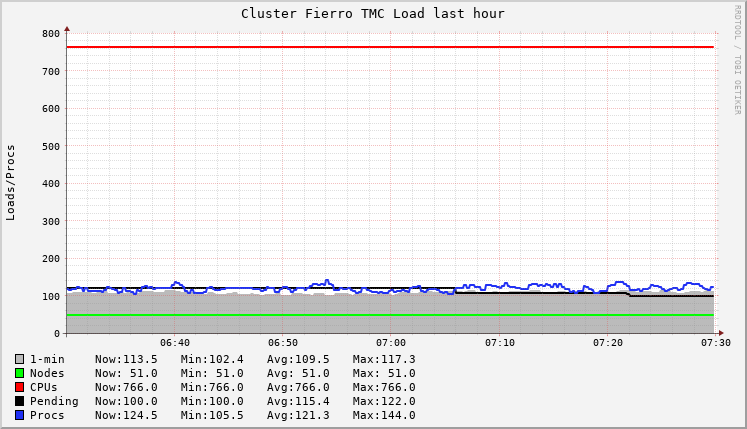 Cluster Fierro TMC Load last hour
RRDTOOL / TOBI OETIKER
Loads/Procs
800
700
600
500
400
300
200
100
0
06:40 06:50 07:00 07:10 07:20 07:30
1-min Now:113.5 Min:102.4 Avg:109.5 Max:117.3
Nodes Now: 51.0 Min: 51.0 Avg: 51.0 Max: 51.0
CPUs Now:766.0 Min:766.0 Avg:766.0 Max:766.0
Pending Now:100.0 Min:100.0 Avg:115.4 Max:122.0
Procs Now:124.5 Min:105.5 Avg:121.3 Max:144.0